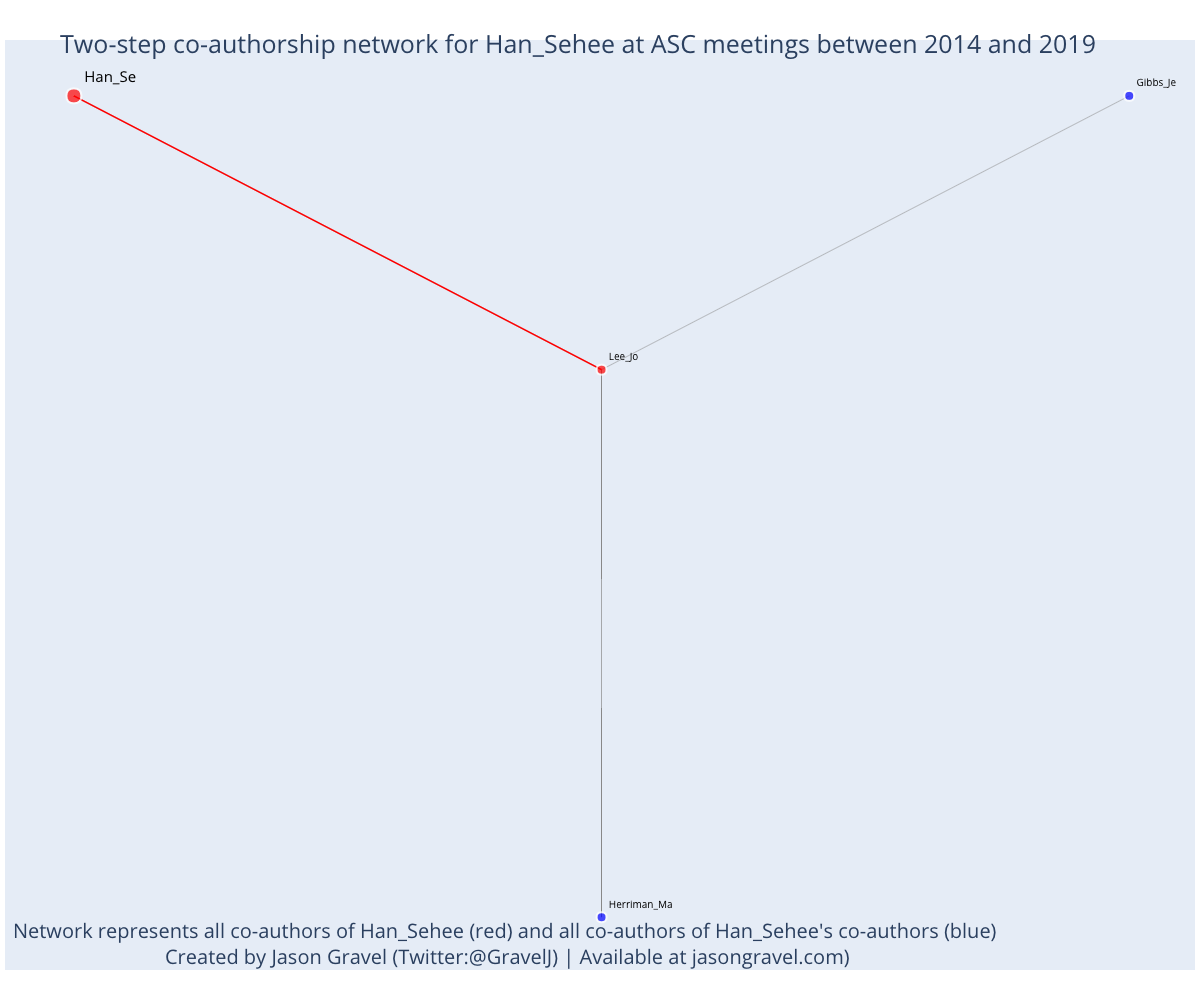 Two-step co-authorship network for Han_Sehee at ASC meetings between 2014 and 2019
Han_Se
Gibbs_Je
Lee_Jo
Herriman_Ma
Network represents all co-authors of Han_Sehee (red) and all co-authors of Han_Sehee's co-authors (blue)
Created by Jason Gravel (Twitter:@GravelJ) | Available at jasongravel.com)